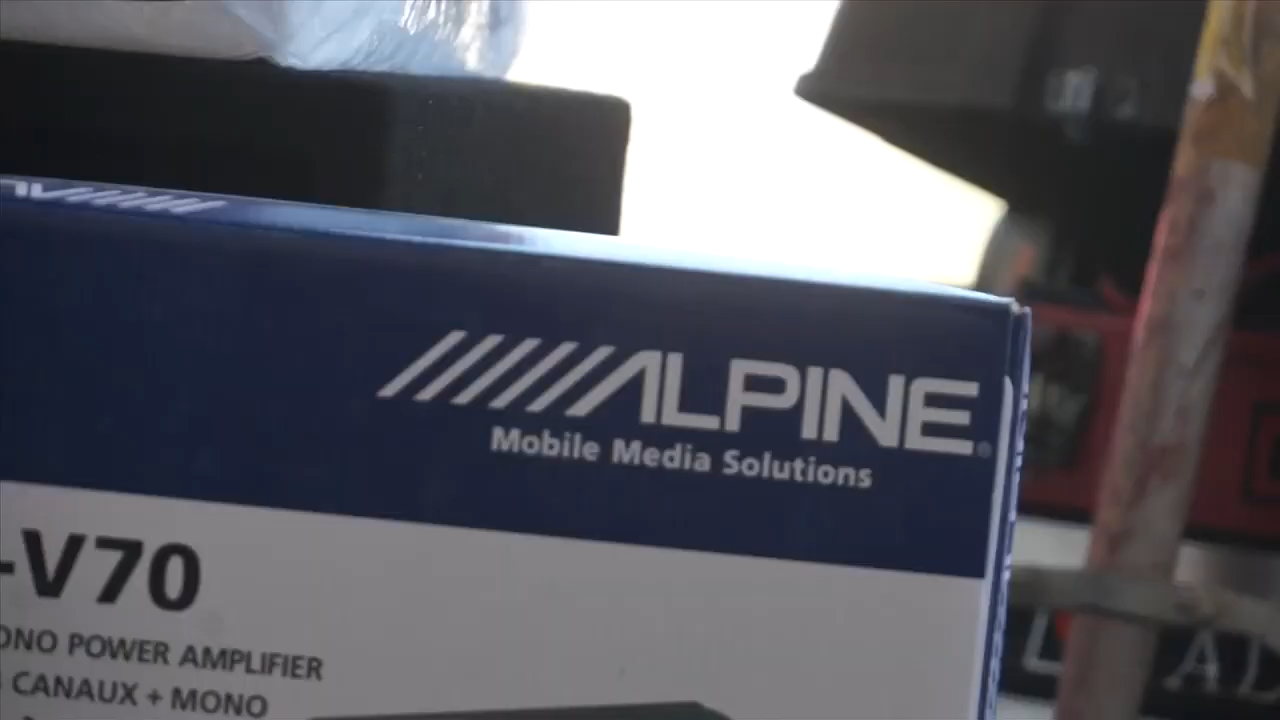 ALPINE®
Mobile Media Solutions
-V70
ONO POWER AMPLIFIER
CANAUX + MONO